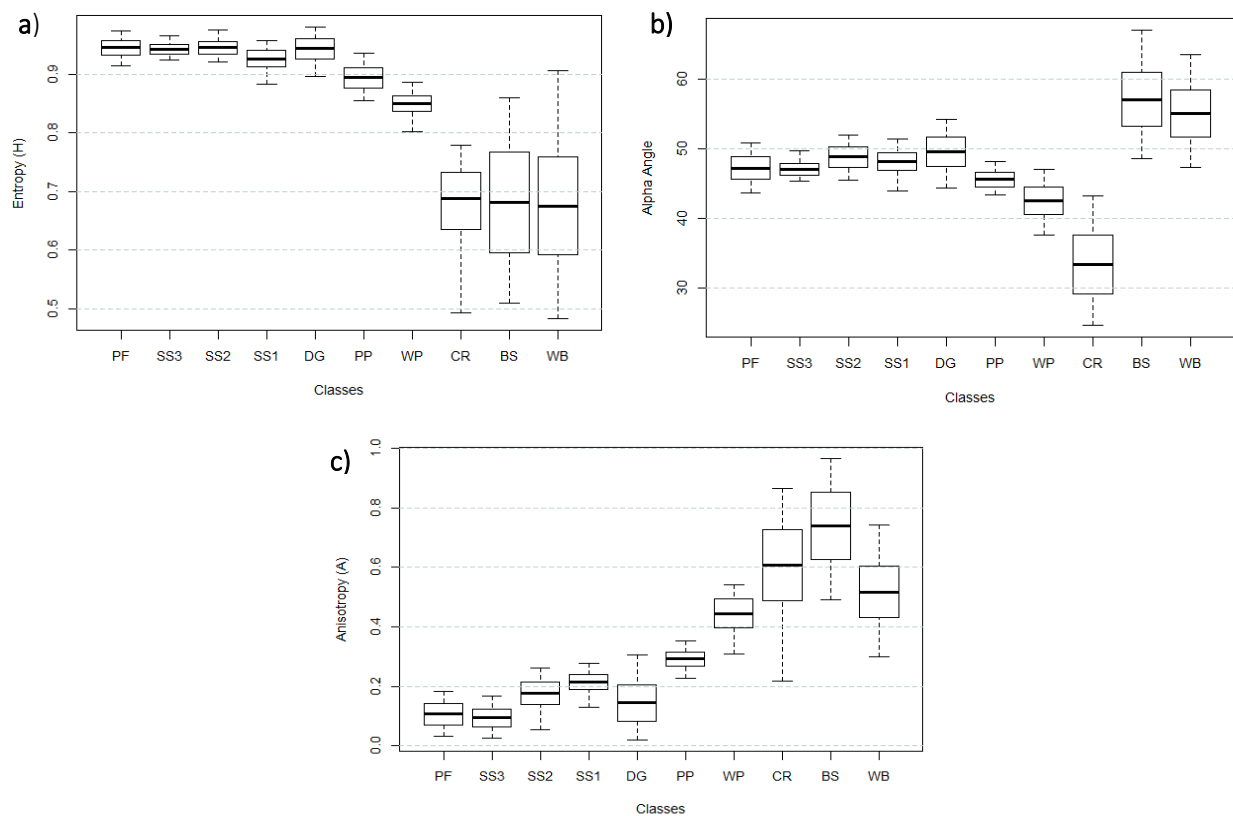 a)
Entropy (H)
0.9
0.8
0.7
0.6
0.5
PF SS3 SS2 SS1 DG PP WP CR BS WB
Classes
b)
Alpha Angle
60
50
40
30
PF SS3 SS2 SS1 DG PP WP CR BS WB
Classes
c)
Anisotropy (A)
1.0
0.8
0.6
0.4
0.2
0.0
PF SS3 SS2 SS1 DG PP WP CR BS WB
Classes